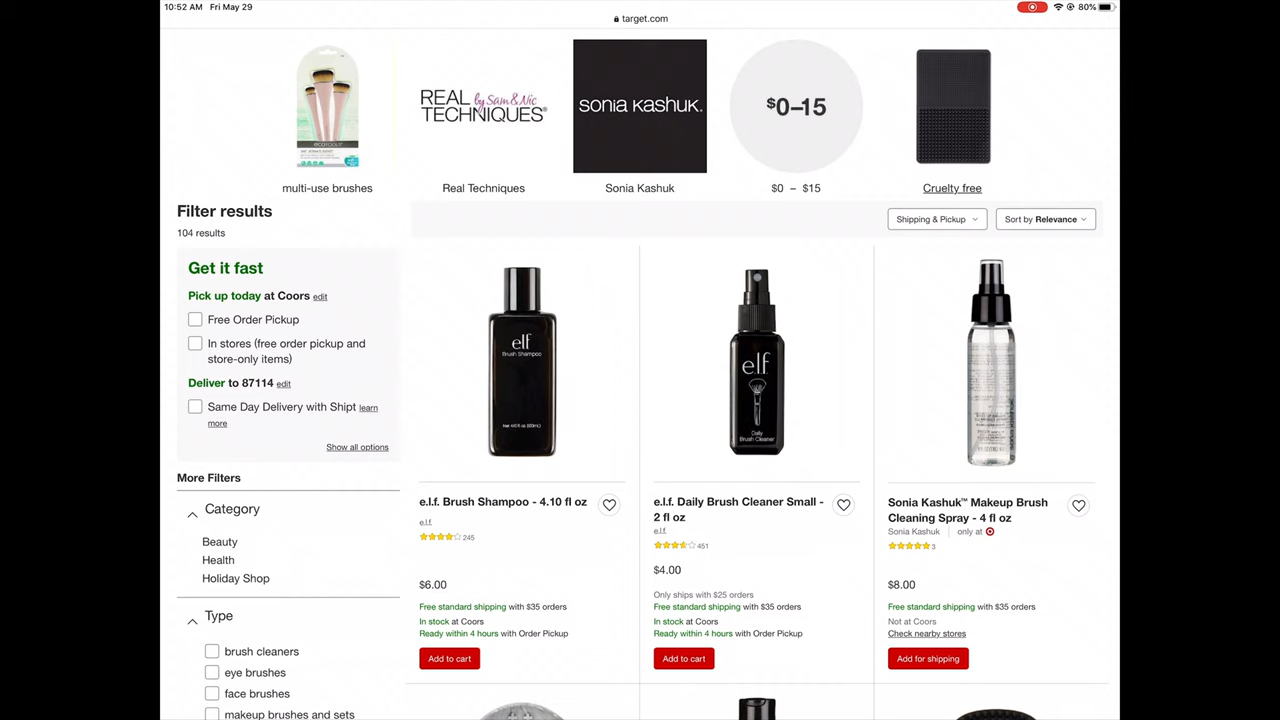 10:52 AM Fri May 29
80%
target.com
REAL by Sam & Nic
TECHNIQUES®
sonia kashuk.
$0–15
ecotools
multi-use brushes
Real Techniques
Sonia Kashuk
$0 – $15
Cruelty free
Filter results
104 results
Shipping & Pickup
Sort by Relevance
Get it fast
Pick up today at Coors edit
Free Order Pickup
In stores (free order pickup and
store-only items)
Deliver to 87114 edit
Same Day Delivery with Shipt learn
more
Show all options
More Filters
Category
Beauty
Health
Holiday Shop
Type
brush cleaners
eye brushes
face brushes
makeup brushes and sets
elf
Brush Shampoo
e.l.f. Brush Shampoo - 4.10 fl oz
e.l.f.
245
$6.00
Free standard shipping with $35 orders
In stock at Coors
Ready within 4 hours with Order Pickup
Add to cart
e.l.f.
Daily
Brush Cleaner
e.l.f. Daily Brush Cleaner Small -
2 fl oz
e.l.f.
451
$4.00
Only ships with $25 orders
Free standard shipping with $35 orders
In stock at Coors
Ready within 4 hours with Order Pickup
Add to cart
Sonia Kashuk™ Makeup Brush
Cleaning Spray - 4 fl oz
Sonia Kashuk
only at
3
$8.00
Free standard shipping with $35 orders
Not at Coors
Check nearby stores
Add for shipping